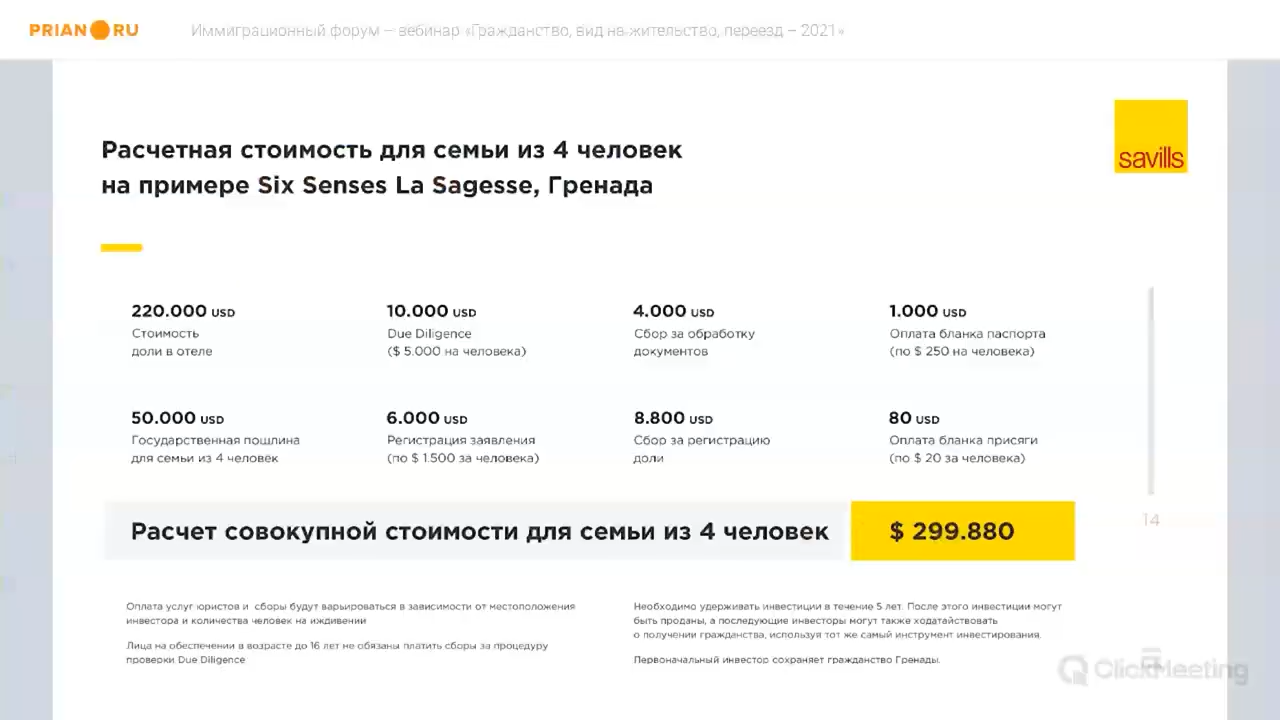 PRIAN RU
Иммиграционный форум – вебинар «Гражданство, вид на жительство, переезд – 2021»
savills
Расчетная стоимость для семьи из 4 человек
на примере Six Senses La Sagesse, Гренада
220.000 USD
Стоимость
доли в отеле
10.000 USD
Due Diligence
($ 5.000 на человека)
4.000 USD
Сбор за обработку
документов
1.000 USD
Оплата бланка паспорта
(по $ 250 на человека)
50.000 USD
Государственная пошлина
для семьи из 4 человек
6.000 USD
Регистрация заявления
(по $ 1.500 за человека)
8.800 USD
Сбор за регистрацию
доли
80 USD
Оплата бланка присяги
(по $ 20 за человека)
Расчет совокупной стоимости для семьи из 4 человек
$ 299.880
14
Оплата услуг юристов и сборы будут варьироваться в зависимости от местоположения
инвестора и количества человек на иждивении
Лица на обеспечении в возрасте до 16 лет не обязаны платить сборы за процедуру
проверки Due Diligence
Необходимо удерживать инвестиции в течение 5 лет. После этого инвестиции могут
быть проданы, а последующие инвесторы могут также ходатайствовать
о получении гражданства, используя тот же самый инструмент инвестирования.
Первоначальный инвестор сохраняет гражданство Гренады.
ClickMeeting